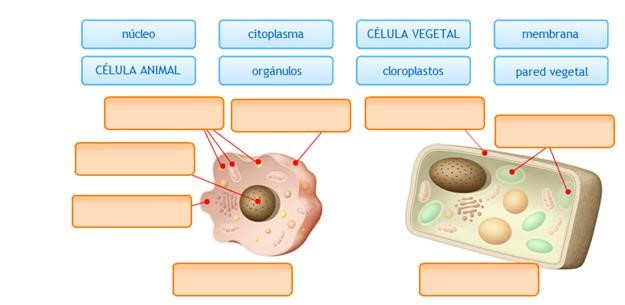 núcleo
citoplasma
CÉLULA VEGETAL
membrana
CÉLULA ANIMAL
orgánulos
cloroplastos
pared vegetal